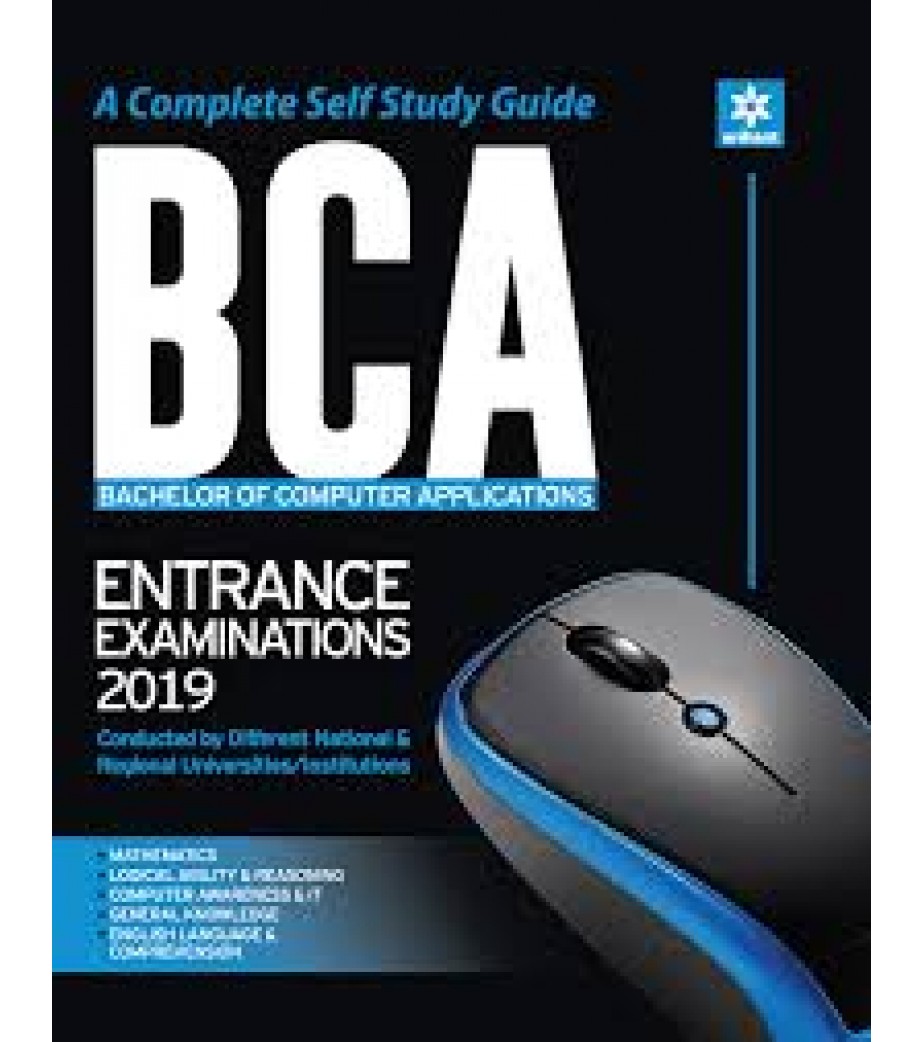 A Complete Self Study Guide
arihant
BCA
BACHELOR OF COMPUTER APPLICATIONS
ENTRANCE
EXAMINATIONS
2019
Conducted by Different National &
Regional Universities/Institutions
• MATHEMATICS
• LOGICAL ABILITY & REASONING
• COMPUTER AWARENESS & IT
• GENERAL KNOWLEDGE
• ENGLISH LANGUAGE &
COMPREHENSION